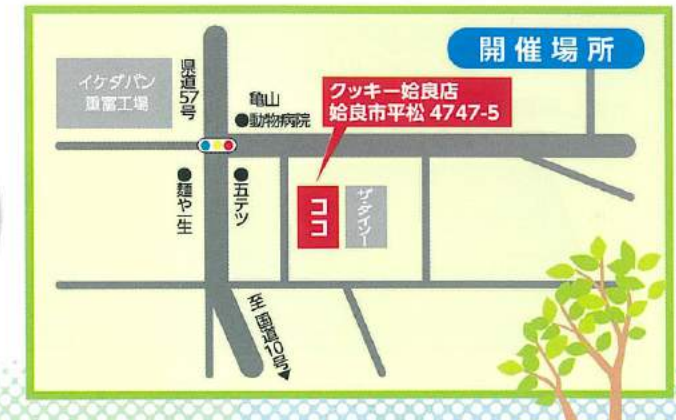 開催場所
イケダパン
重富工場
県道57号
亀山
●動物病院
クッキー姶良店
姶良市平松 4747-5
●麺や一生
●五テツ
ココ
ザ・ダイソー
至 国道10号